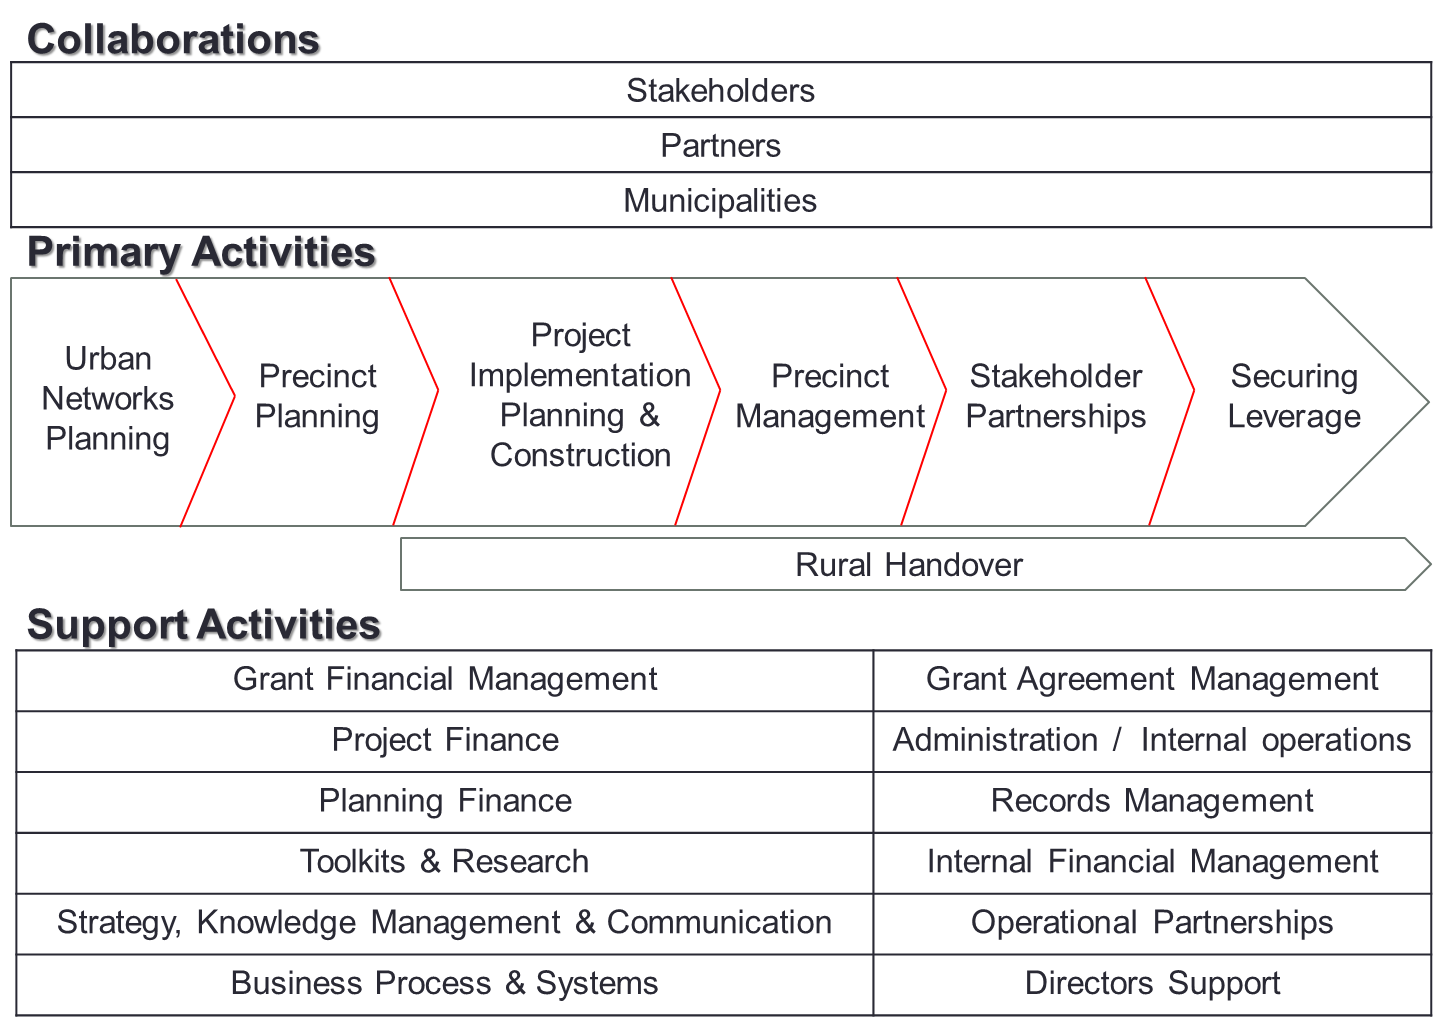 Collaborations
Stakeholders
Partners
Municipalities
Primary Activities
Urban
Networks
Planning
Precinct
Planning
Project
Implementation
Planning &
Construction
Precinct
Management
Stakeholder
Partnerships
Securing
Leverage
Rural Handover
Support Activities
Grant Financial Management
Grant Agreement Management
Project Finance
Administration / Internal operations
Planning Finance
Records Management
Toolkits & Research
Internal Financial Management
Strategy, Knowledge Management & Communication
Operational Partnerships
Business Process & Systems
Directors Support